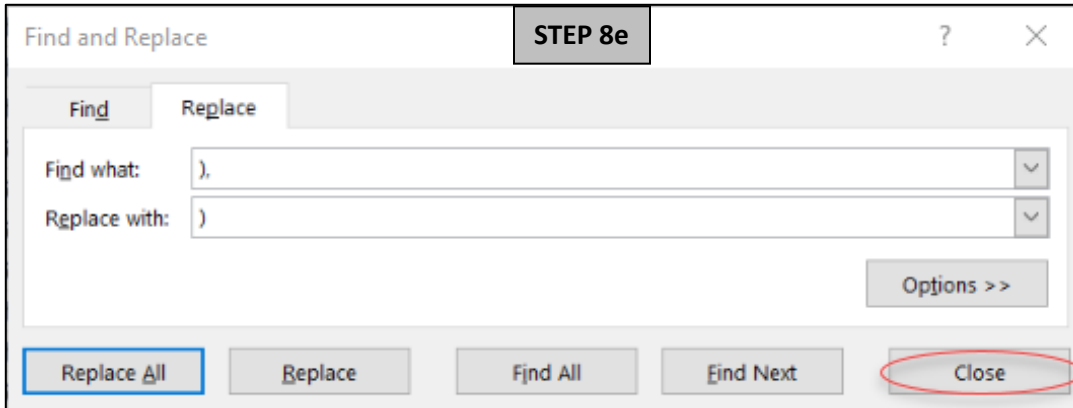 Find and Replace STEP 8e ?
Find Replace
Find what: ),
Replace with: )
Options >>
Replace All Replace Find All Find Next Close